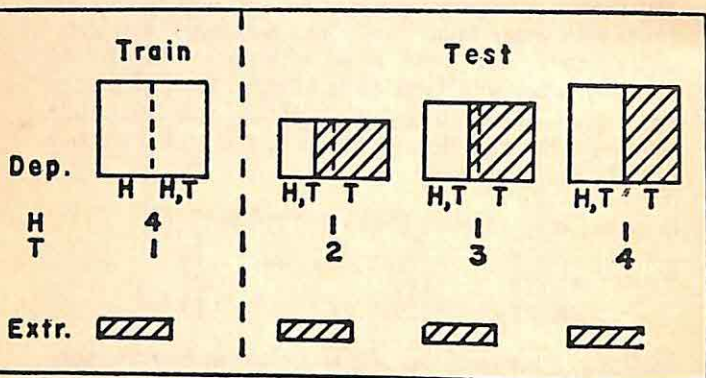 Train Test
Dep.
H H,T H,T T H,T T H,T T
H 4 1 1 1
T 1 2 3 4
Extr.